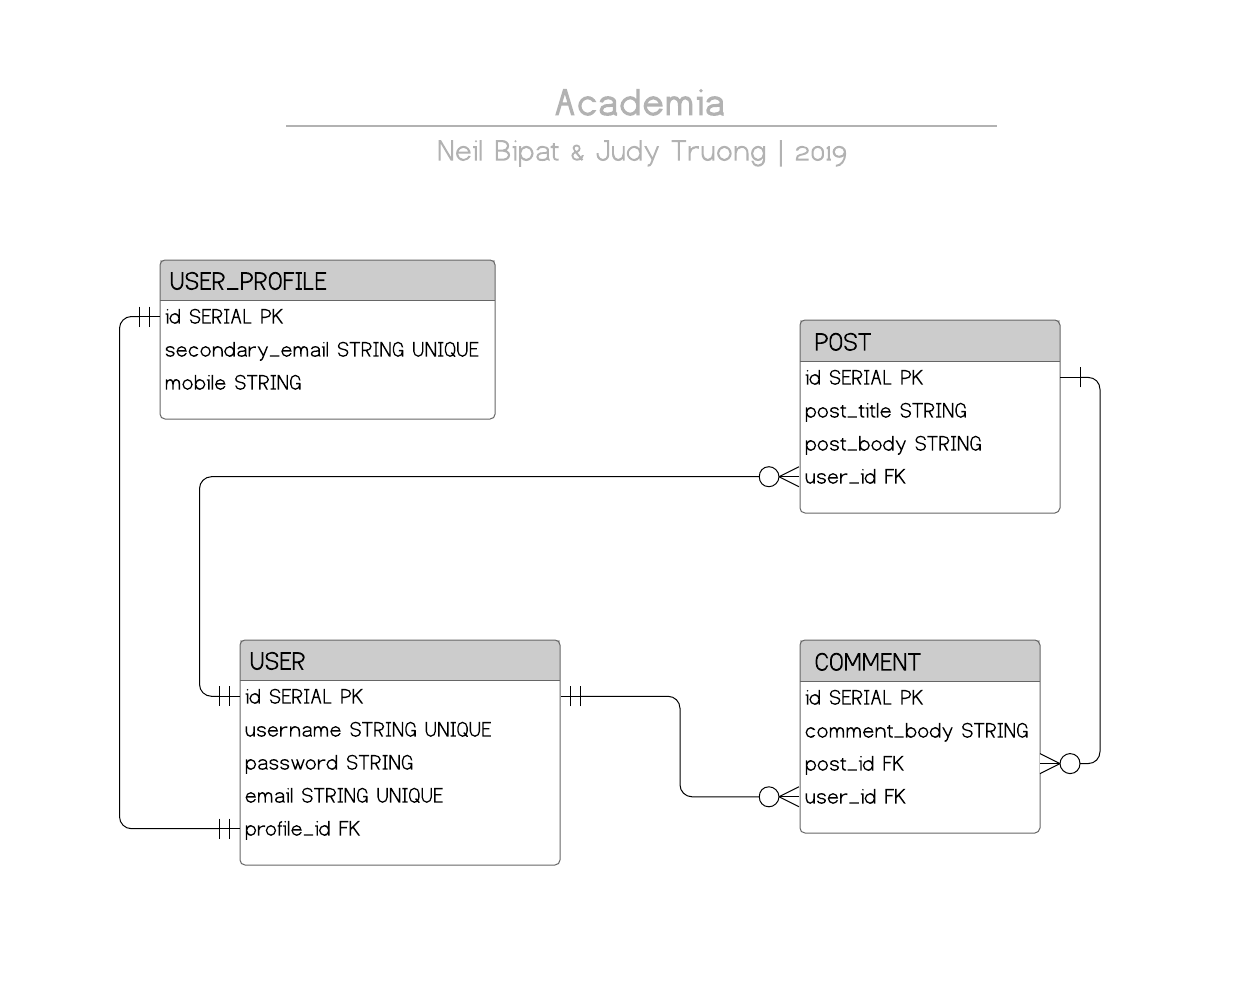 Academia
Neil Bipat & Judy Truong | 2019
USER_PROFILE
id SERIAL PK
secondary_email STRING UNIQUE
mobile STRING
POST
id SERIAL PK
post_title STRING
post_body STRING
user_id FK
USER
id SERIAL PK
username STRING UNIQUE
password STRING
email STRING UNIQUE
profile_id FK
COMMENT
id SERIAL PK
comment_body STRING
post_id FK
user_id FK